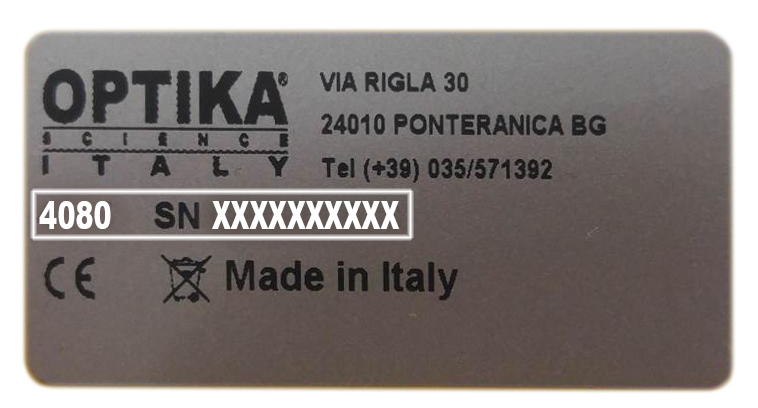 OPTIKA®
SCIENCE
ITALY
VIA RIGLA 30
24010 PONTERANICA BG
Tel (+39) 035/571392
4080 SN XXXXXXXXXX
CE
Made in Italy